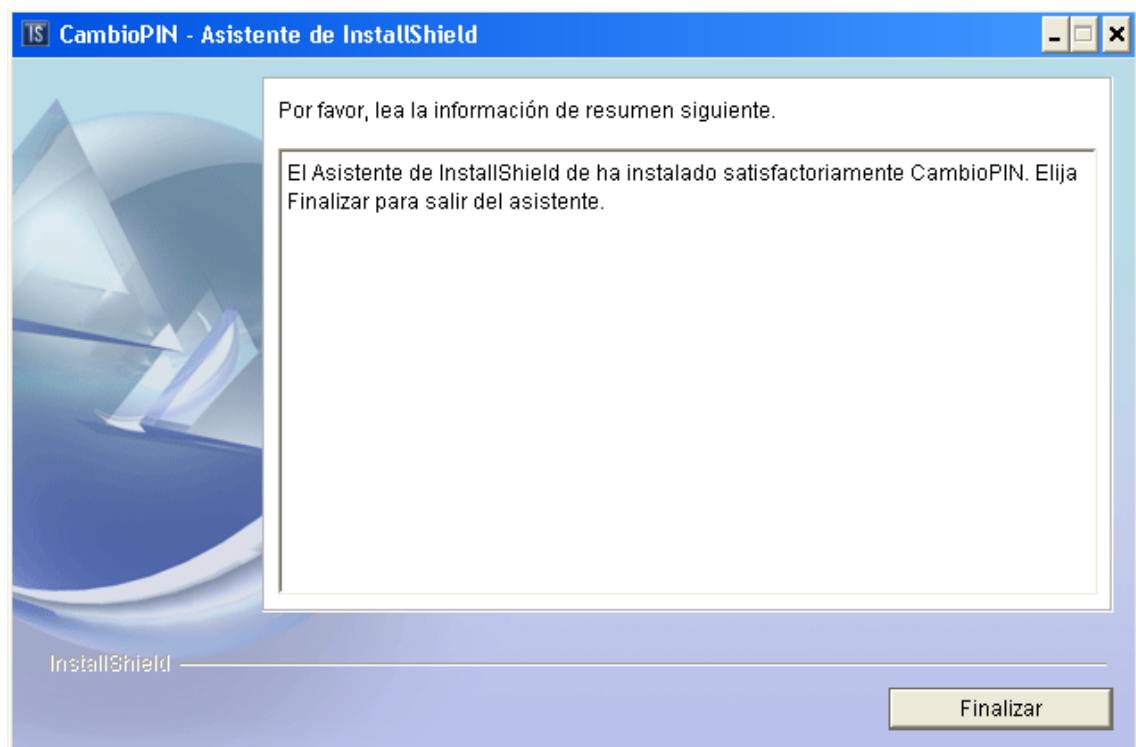 CambioPIN - Asistente de InstallShield
Por favor, lea la información de resumen siguiente.
El Asistente de InstallShield de ha instalado satisfactoriamente CambioPIN. Elija
Finalizar para salir del asistente.
InstallShield
Finalizar